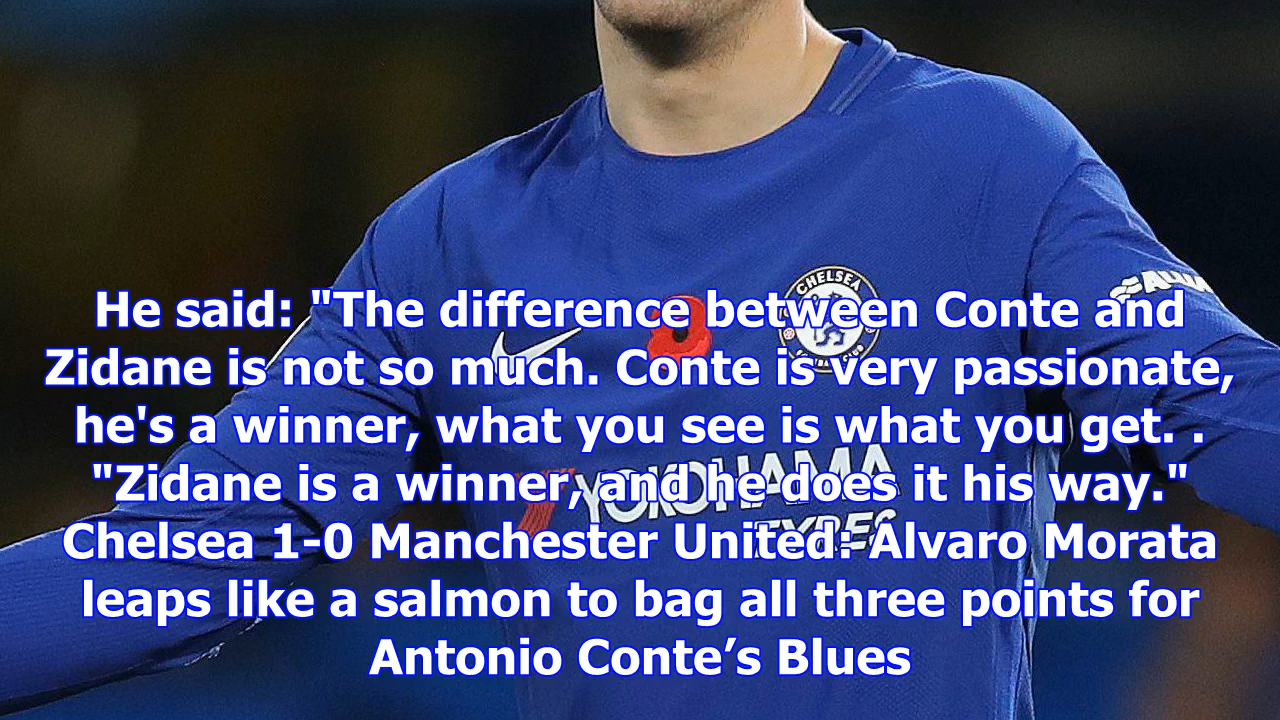 He said: "The difference between Conte and
Zidane is not so much. Conte is very passionate,
he's a winner, what you see is what you get. .
"Zidane is a winner, and he does it his way."
Chelsea 1-0 Manchester United: Alvaro Morata
leaps like a salmon to bag all three points for
Antonio Conte’s Blues
CHELSEA
YOKOHAMA
TYRES